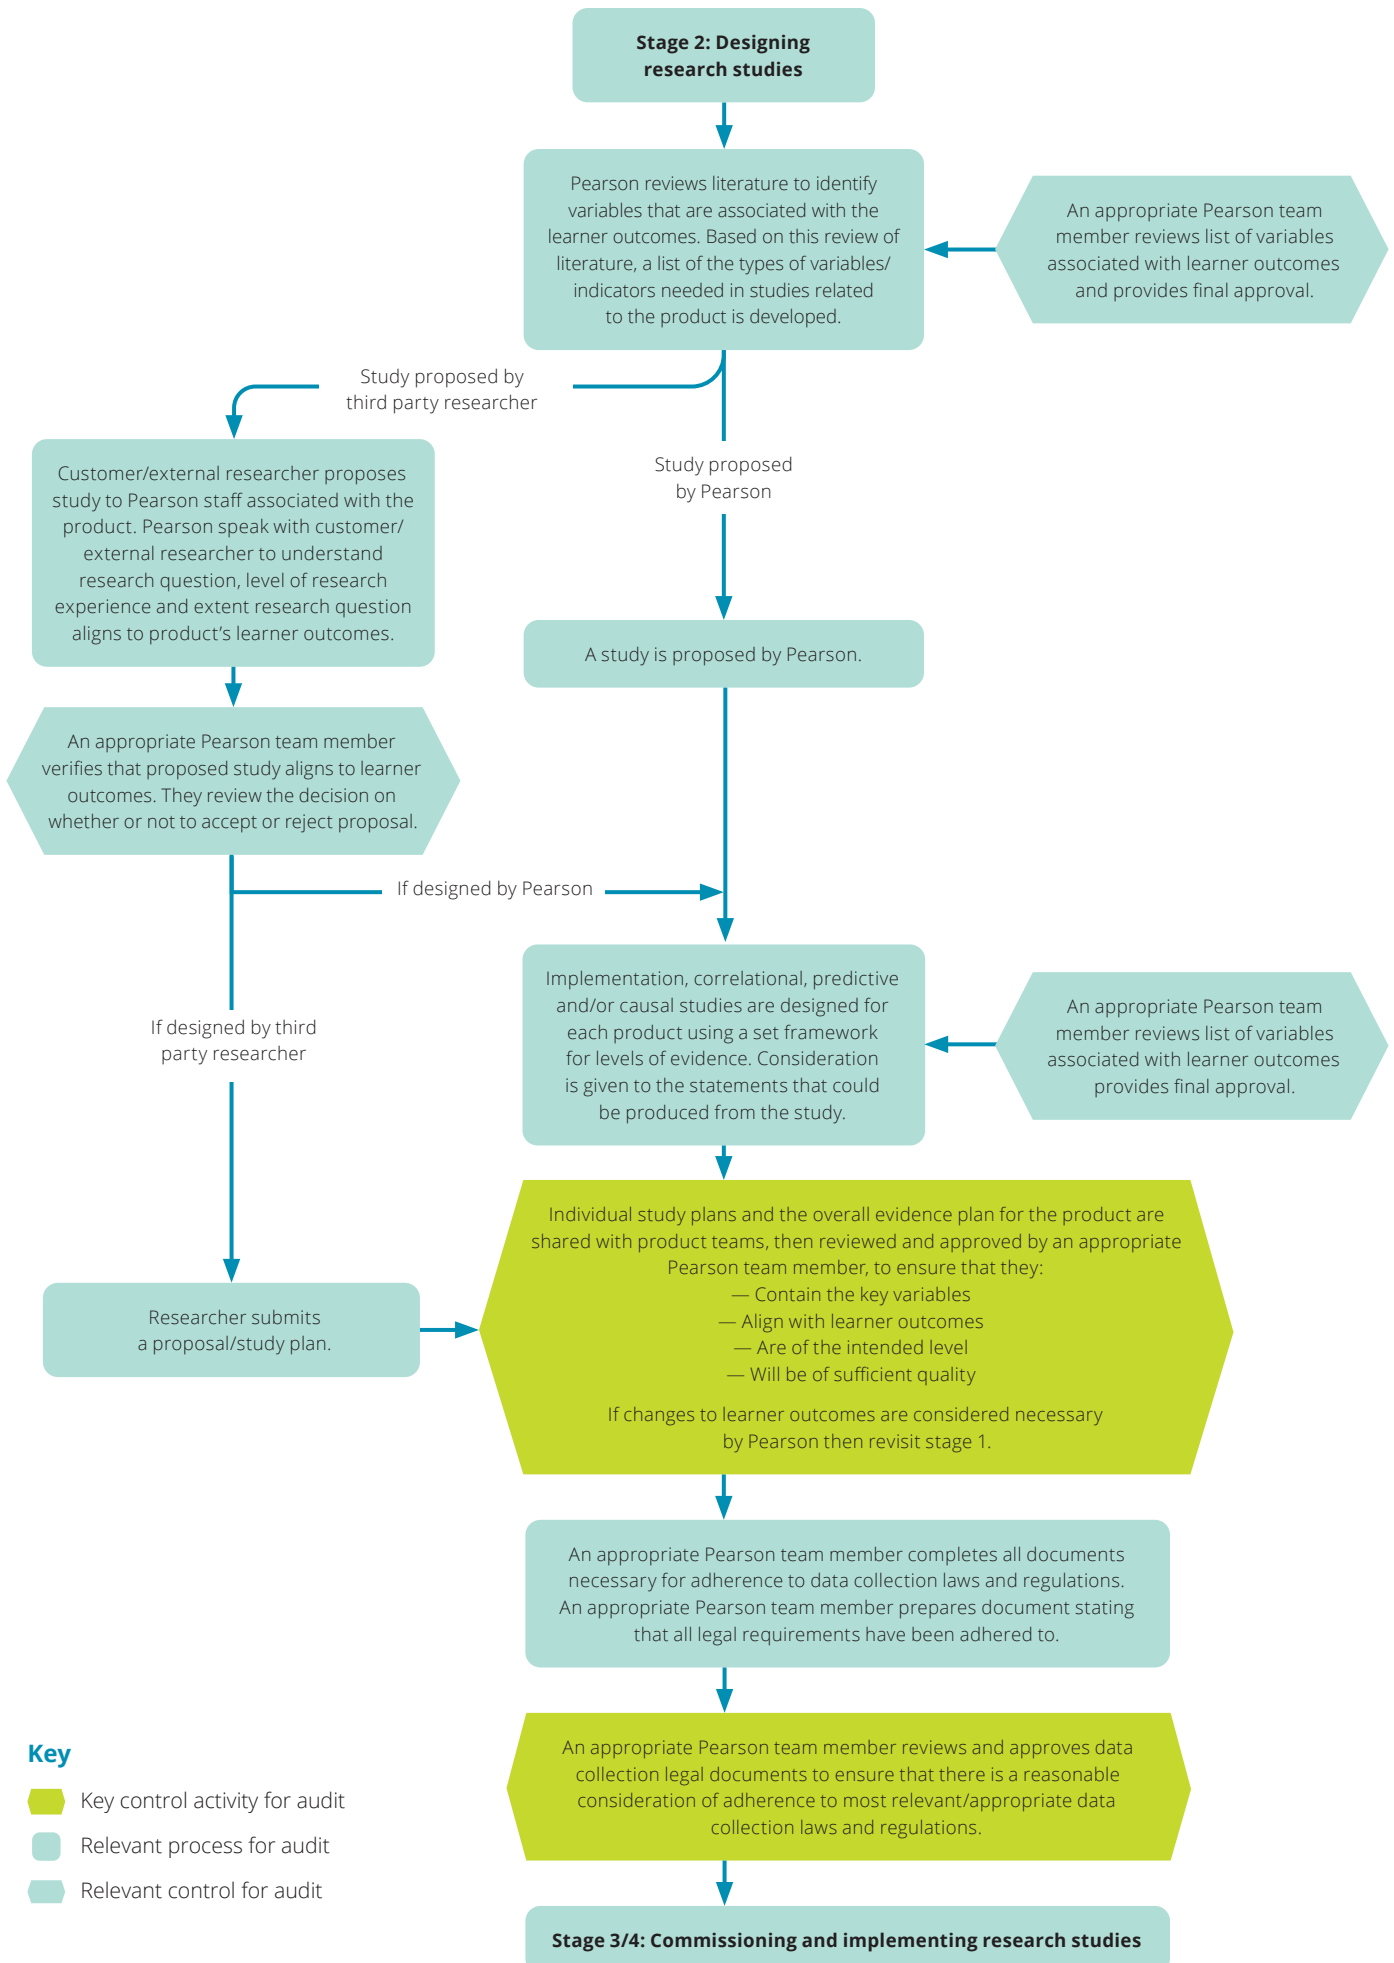 Stage 2: Designing
research studies
Pearson reviews literature to identify
variables that are associated with the
learner outcomes. Based on this review of
literature, a list of the types of variables/
indicators needed in studies related
to the product is developed.
An appropriate Pearson team
member reviews list of variables
associated with learner outcomes
and provides final approval.
Study proposed by
third party researcher
Study proposed
by Pearson
Customer/external researcher proposes
study to Pearson staff associated with the
product. Pearson speak with customer/
external researcher to understand
research question, level of research
experience and extent research question
aligns to product’s learner outcomes.
A study is proposed by Pearson.
An appropriate Pearson team member
verifies that proposed study aligns to learner
outcomes. They review the decision on
whether or not to accept or reject proposal.
If designed by Pearson
If designed by third
party researcher
Implementation, correlational, predictive
and/or causal studies are designed for
each product using a set framework
for levels of evidence. Consideration
is given to the statements that could
be produced from the study.
An appropriate Pearson team
member reviews list of variables
associated with learner outcomes
provides final approval.
Researcher submits
a proposal/study plan.
Individual study plans and the overall evidence plan for the product are
shared with product teams, then reviewed and approved by an appropriate
Pearson team member, to ensure that they:
— Contain the key variables
— Align with learner outcomes
— Are of the intended level
— Will be of sufficient quality
If changes to learner outcomes are considered necessary
by Pearson then revisit stage 1.
An appropriate Pearson team member completes all documents
necessary for adherence to data collection laws and regulations.
An appropriate Pearson team member prepares document stating
that all legal requirements have been adhered to.
An appropriate Pearson team member reviews and approves data
collection legal documents to ensure that there is a reasonable
consideration of adherence to most relevant/appropriate data
collection laws and regulations.
Stage 3/4: Commissioning and implementing research studies
Key
Key control activity for audit
Relevant process for audit
Relevant control for audit